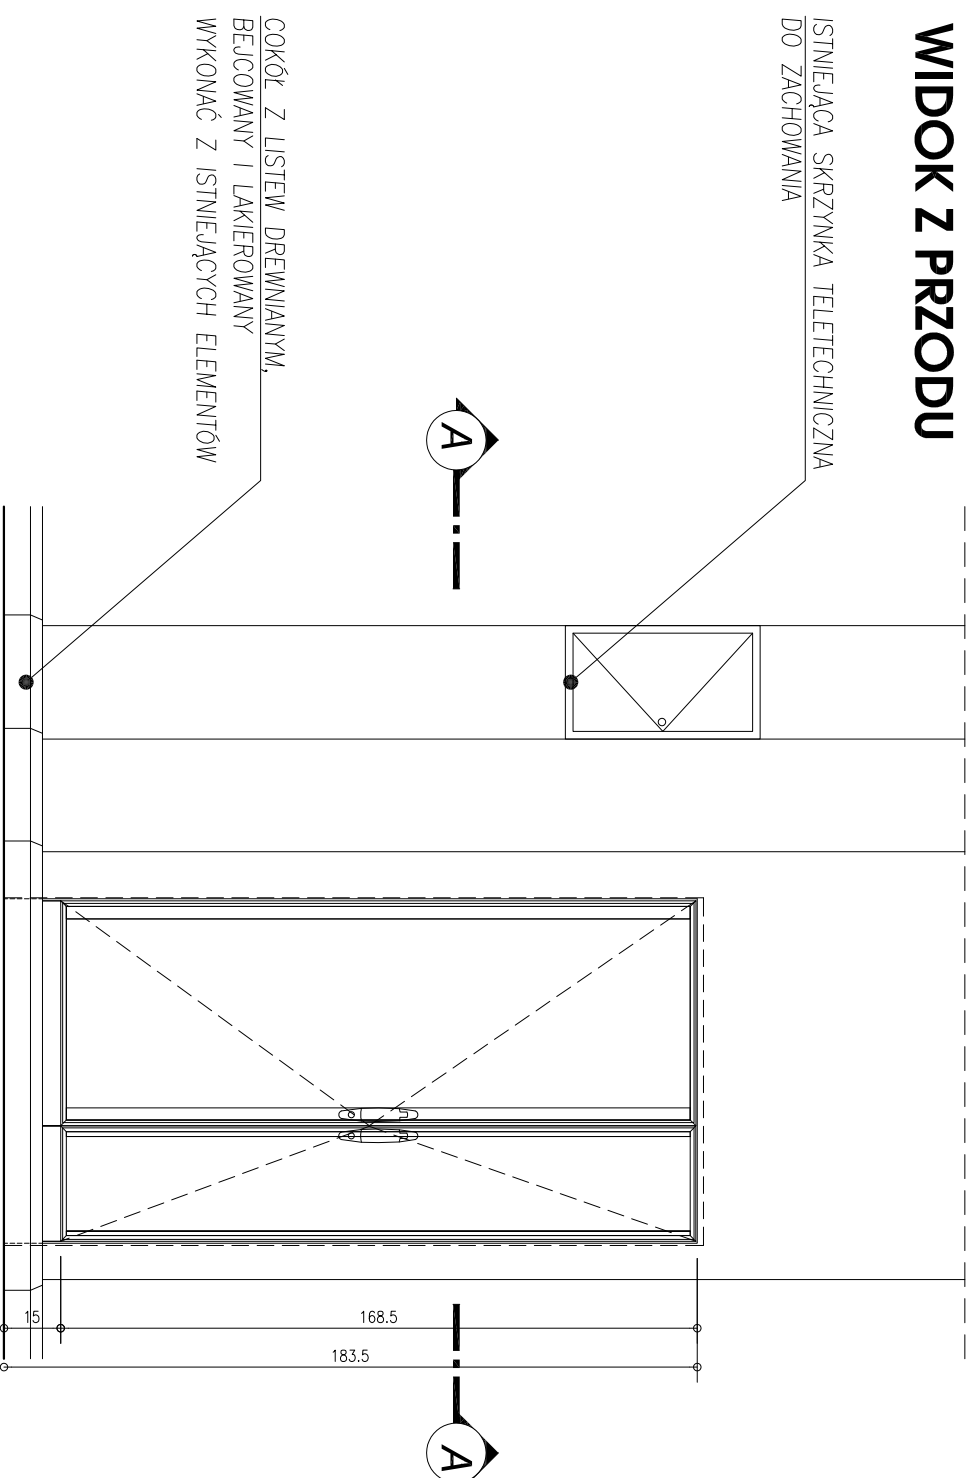 WIDOK Z PRZODU
ISTNIEJĄCA SKRZYNKA TELETECHNICZNA
DO ZACHOWANIA
COKÓŁ Z LISTEW DREWNIANYM,
BEJCOWANY I LAKIEROWANY
WYKONAĆ Z ISTNIEJĄCYCH ELEMENTÓW
A
A
15
168.5
183.5